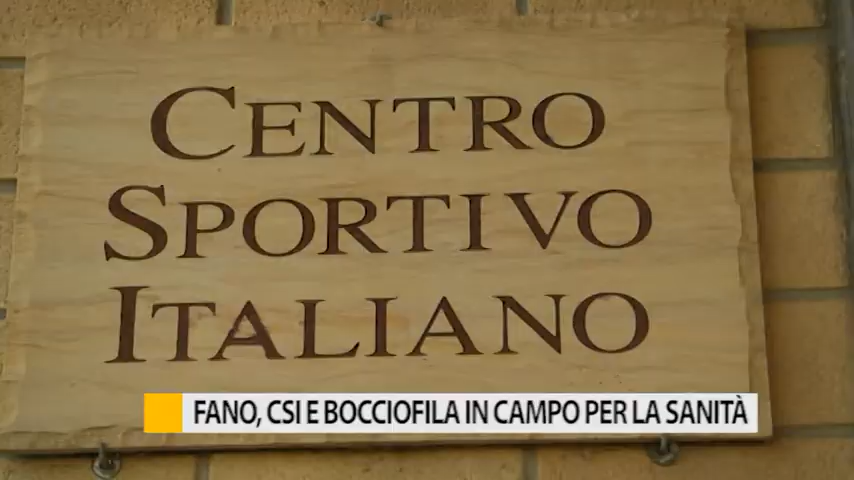 CENTRO
SPORTIVO
ITALIANO
FANO, CSI E BOCCIOFILA IN CAMPO PER LA SANITÀ